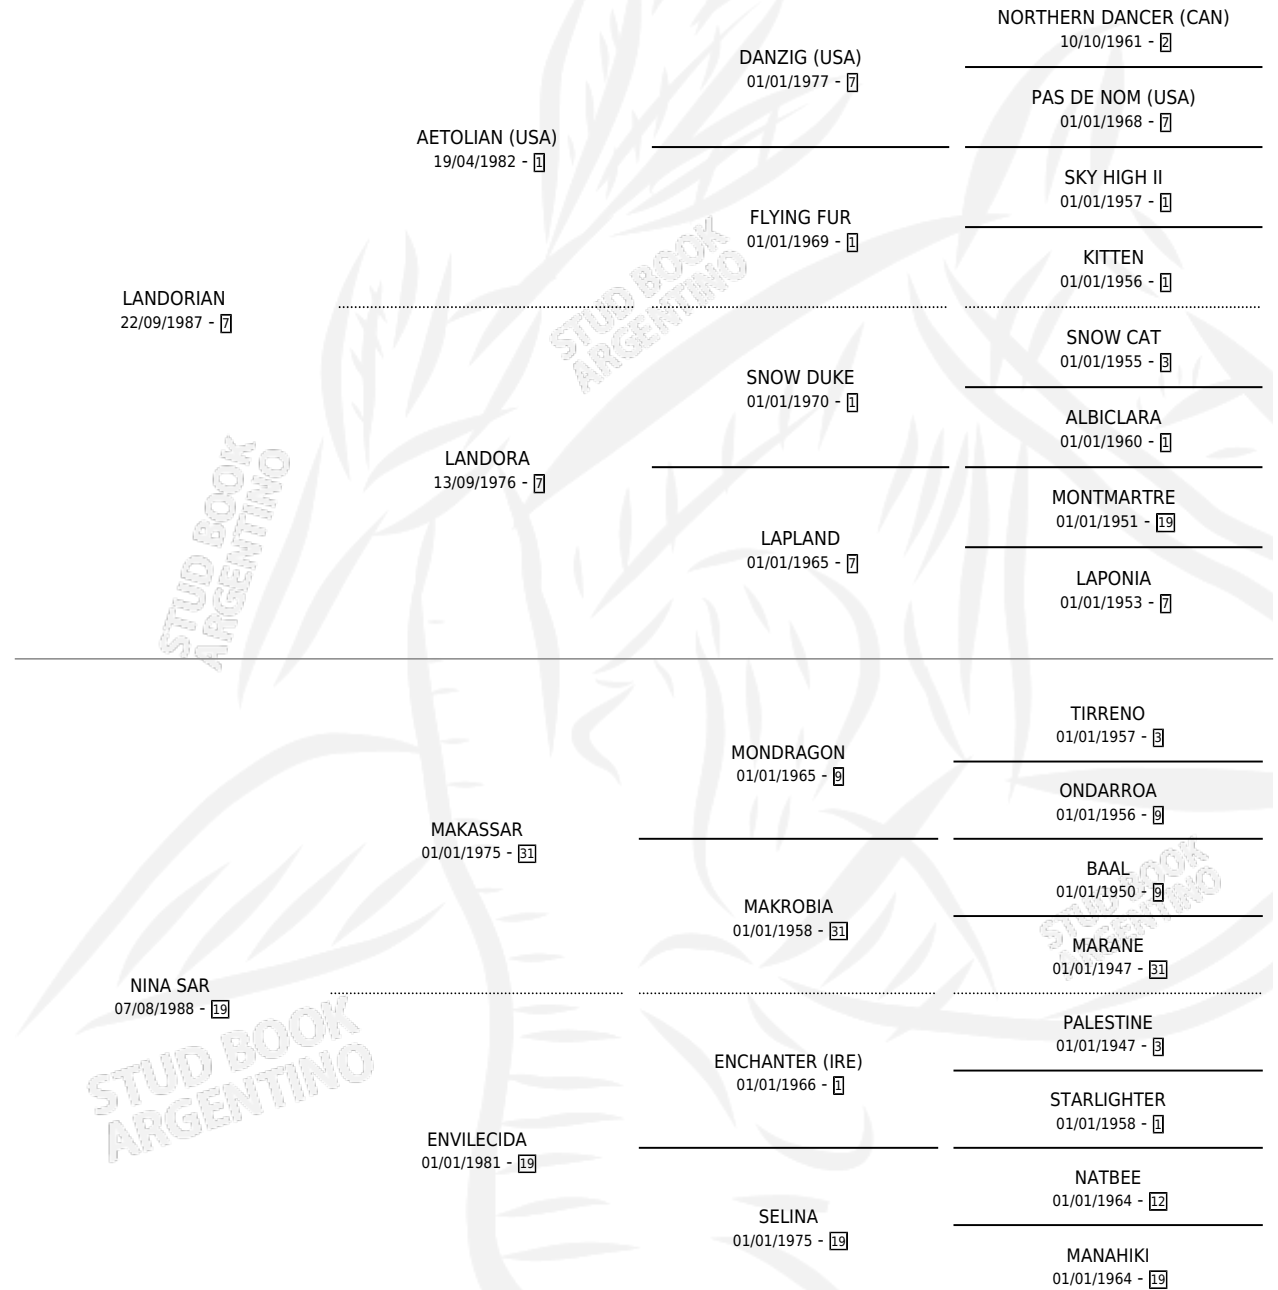 NORTHERN DANCER (CAN)
10/10/1961 - 2
DANZIG (USA)
01/01/1977 - 7
PAS DE NOM (USA)
01/01/1968 - 7
AETOLIAN (USA)
19/04/1982 - 1
SKY HIGH II
01/01/1957 - 1
FLYING FUR
01/01/1969 - 1
KITTEN
01/01/1956 - 1
LANDORIAN
22/09/1987 - 7
STUD BOOK
ARGENTINO
SNOW CAT
01/01/1955 - 3
SNOW DUKE
01/01/1970 - 1
ALBICLARA
01/01/1960 - 1
LANDORA
13/09/1976 - 7
MONTMARTRE
01/01/1951 - 19
LAPLAND
01/01/1965 - 7
LAPONIA
01/01/1953 - 7
STUD BOOK
ARGENTINO
TIRRENO
01/01/1957 - 3
MONDRAGON
01/01/1965 - 9
ONDARROA
01/01/1956 - 9
MAKASSAR
01/01/1975 - 31
BAAL
01/01/1950 - 9
MAKROBIA
01/01/1958 - 31
MARANE
01/01/1947 - 31
STUD BOOK
ARGENTINO
NINA SAR
07/08/1988 - 19
STUD BOOK
ARGENTINO
PALESTINE
01/01/1947 - 3
ENCHANTER (IRE)
01/01/1966 - 1
STARLIGHTER
01/01/1958 - 1
ENVILECIDA
01/01/1981 - 19
NATBEE
01/01/1964 - 12
SELINA
01/01/1975 - 19
MANAHIKI
01/01/1964 - 19